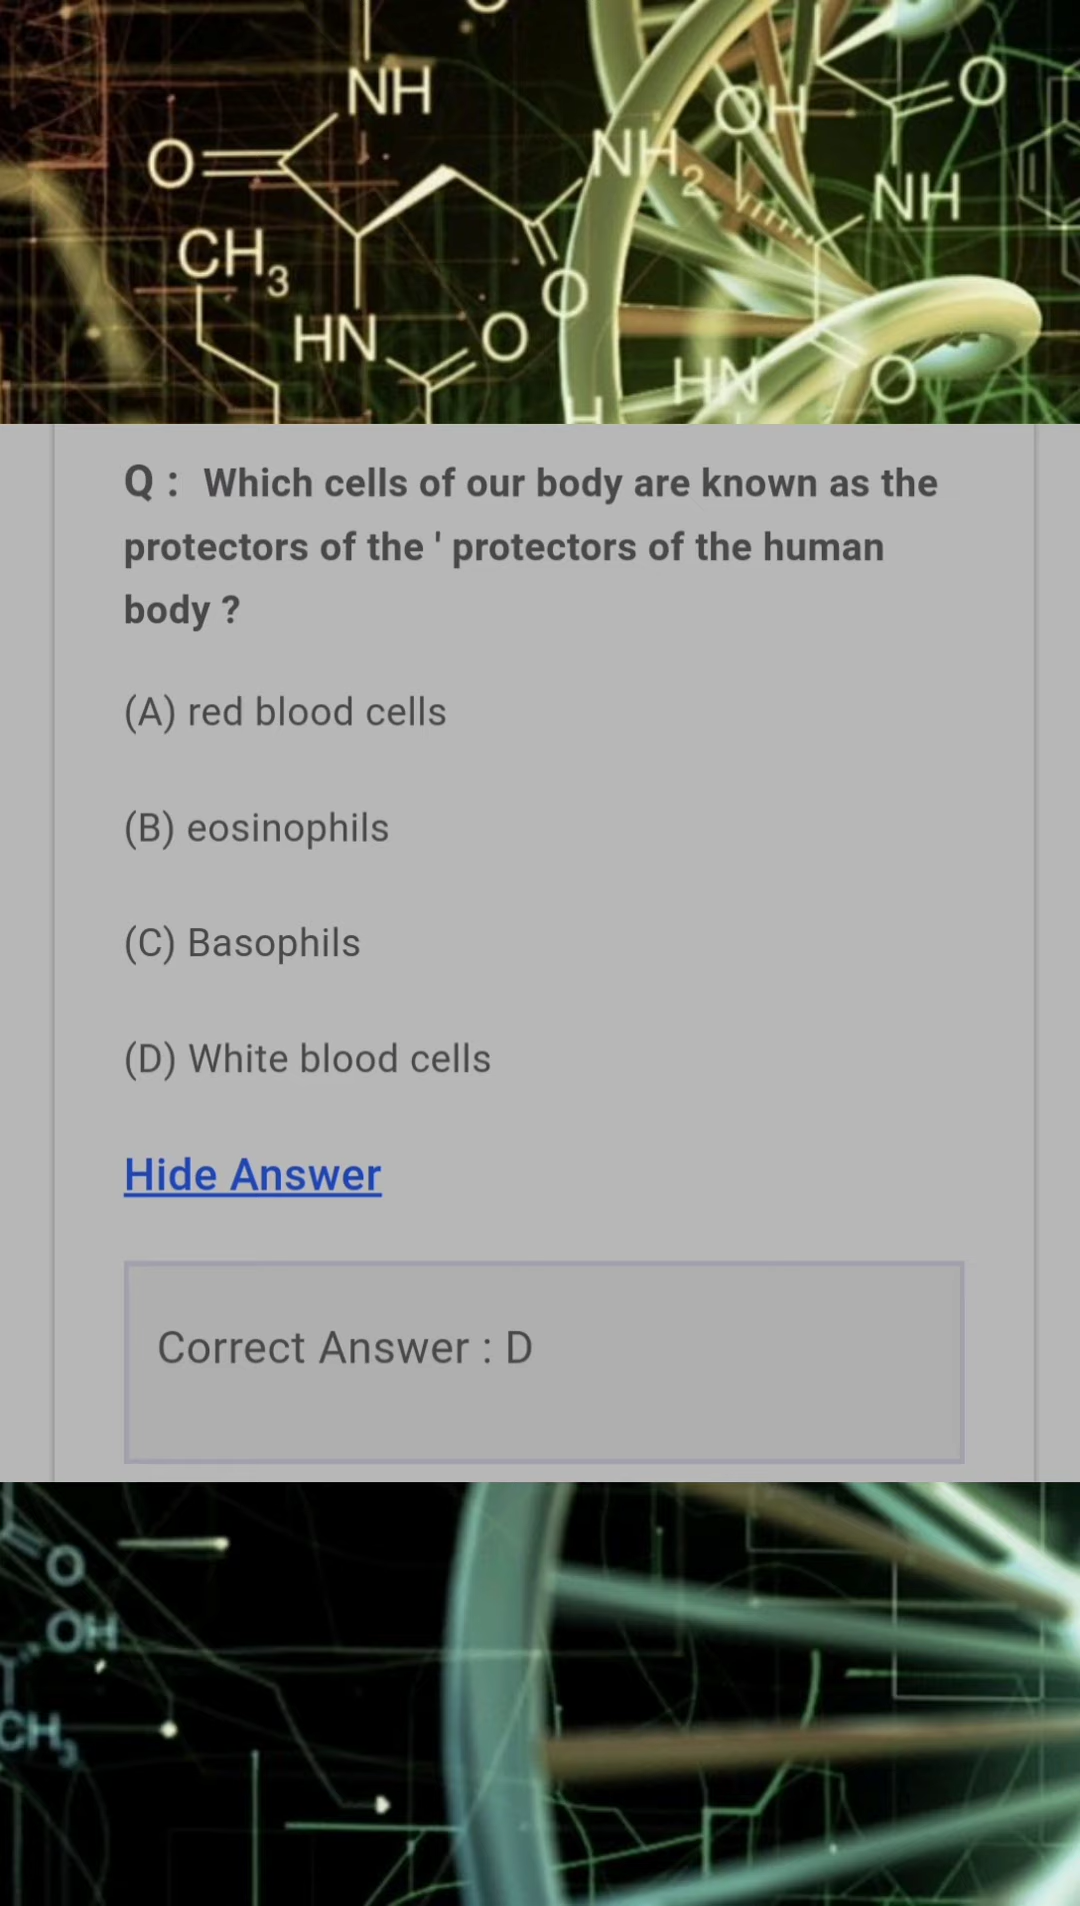 NH
O
OH
O
NH₂
NH
CH₃
O
HN
O
HN
O
H
Q : Which cells of our body are known as the
protectors of the ' protectors of the human
body ?
(A) red blood cells
(B) eosinophils
(C) Basophils
(D) White blood cells
Hide Answer
Correct Answer : D
O
OH
CH₃